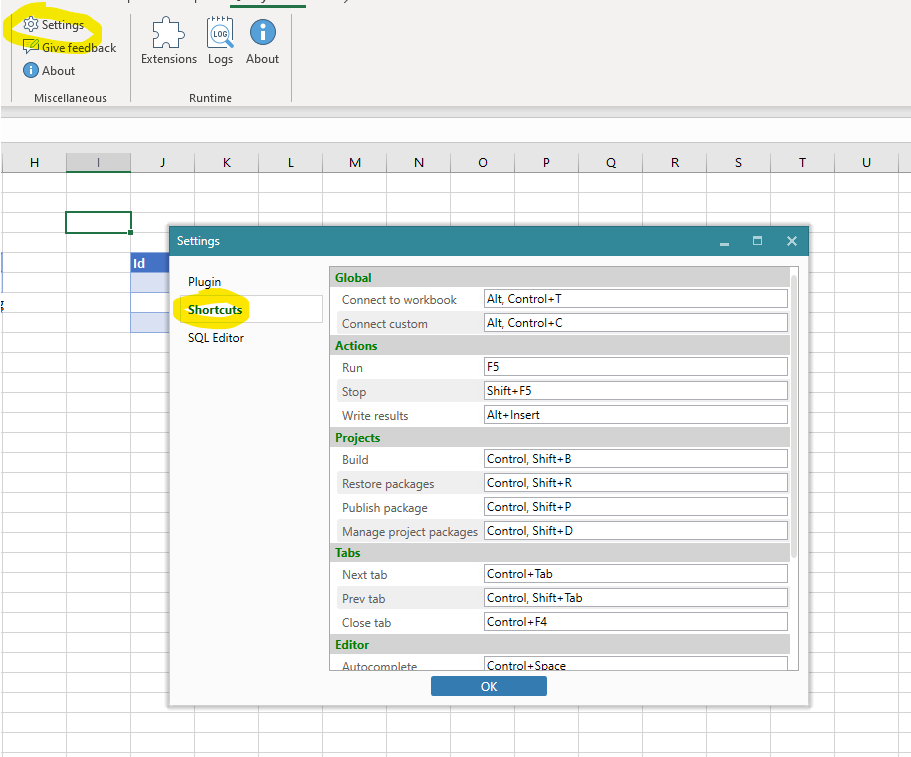 Settings
Give feedback
About
Miscellaneous
LOG
Extensions Logs About
Runtime
H I J K L M N O P Q R S T U
Id
Settings
Plugin
Shortcuts
SQL Editor
Global
Connect to workbook Alt, Control+T
Connect custom Alt, Control+C
Actions
Run F5
Stop Shift+F5
Write results Alt+Insert
Projects
Build Control, Shift+B
Restore packages Control, Shift+R
Publish package Control, Shift+P
Manage project packages Control, Shift+D
Tabs
Next tab Control+Tab
Prev tab Control, Shift+Tab
Close tab Control+F4
Editor
Autocomplete Control+Space
OK